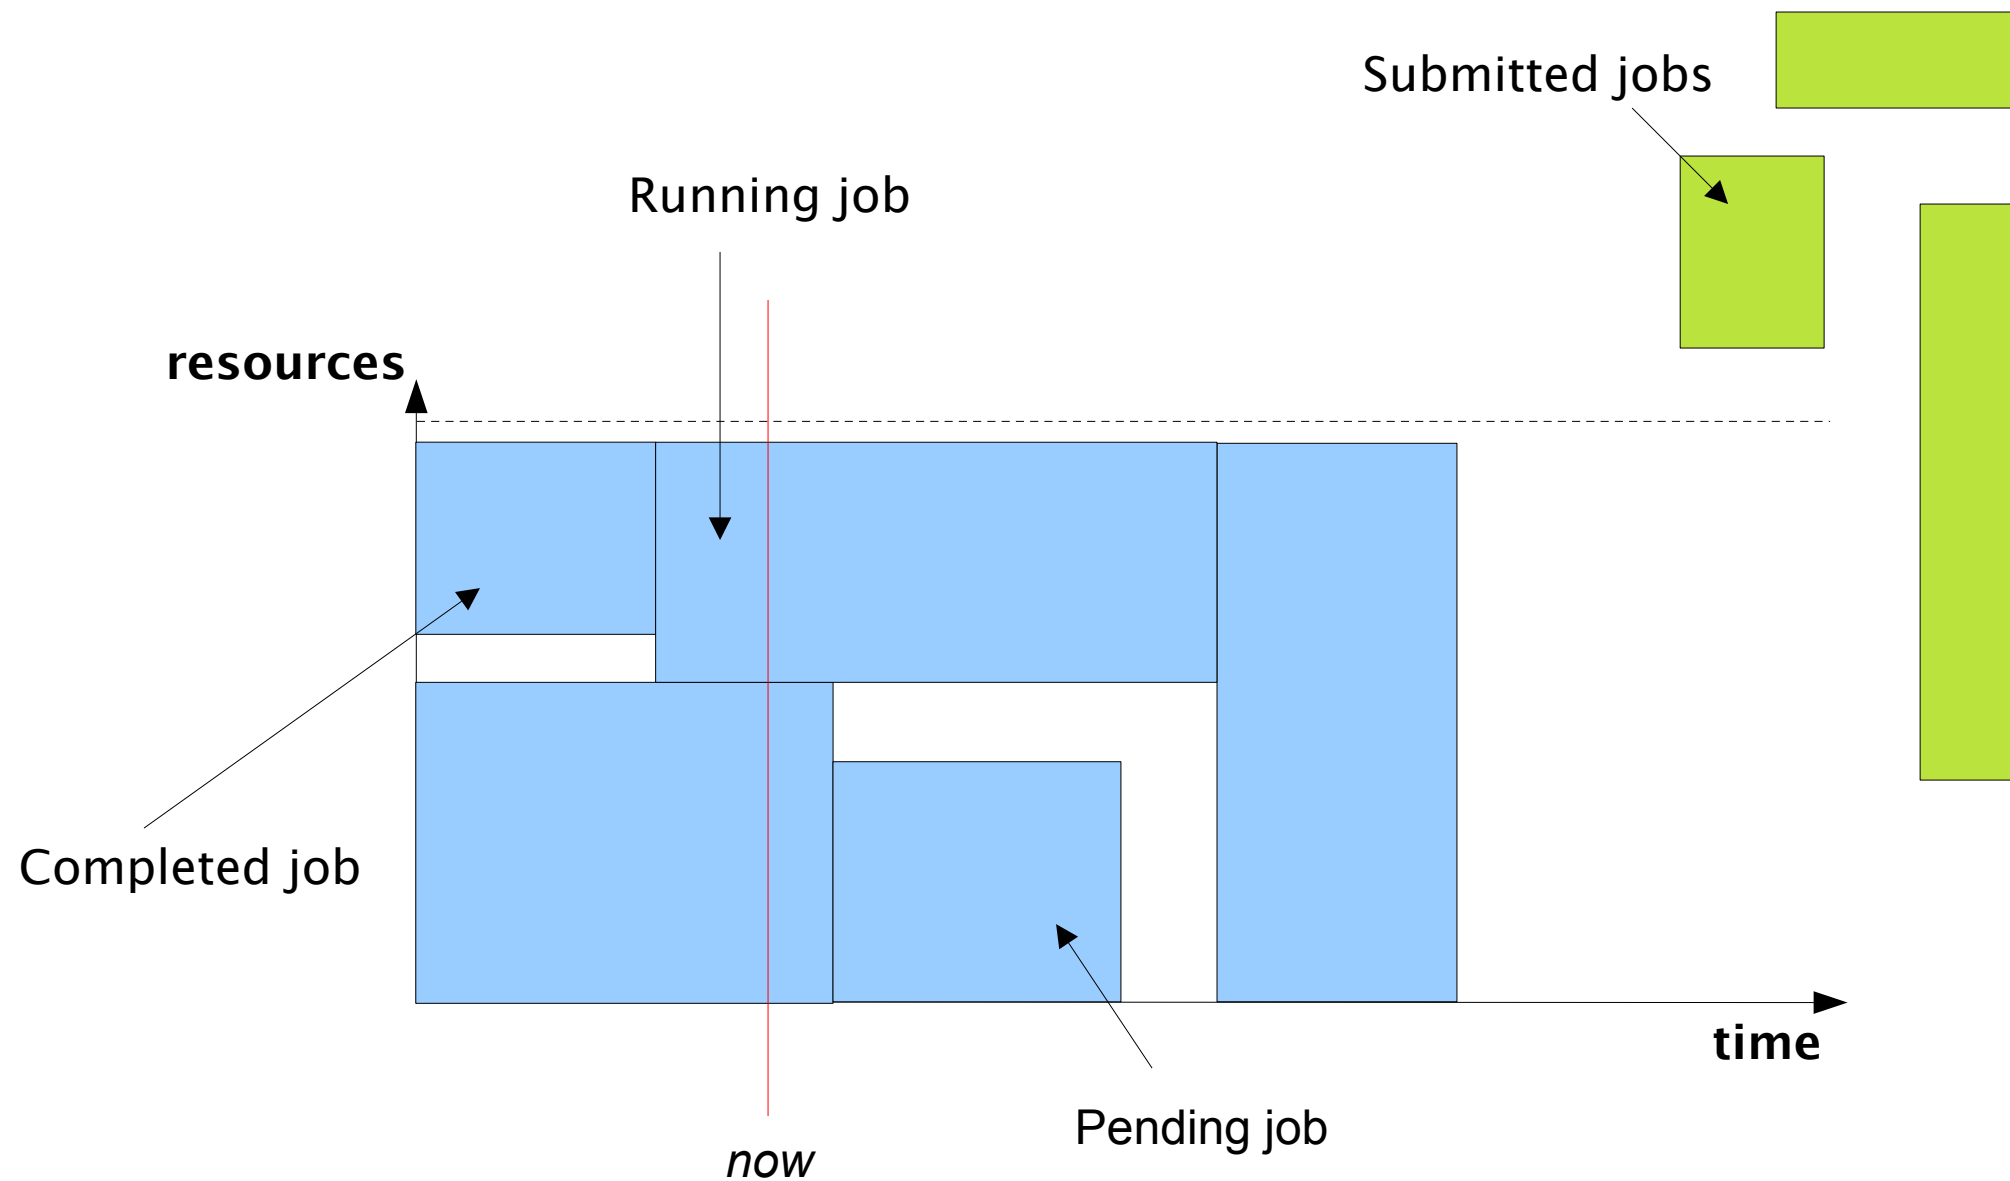 Submitted jobs
Running job
resources
Completed job
time
Pending job
now